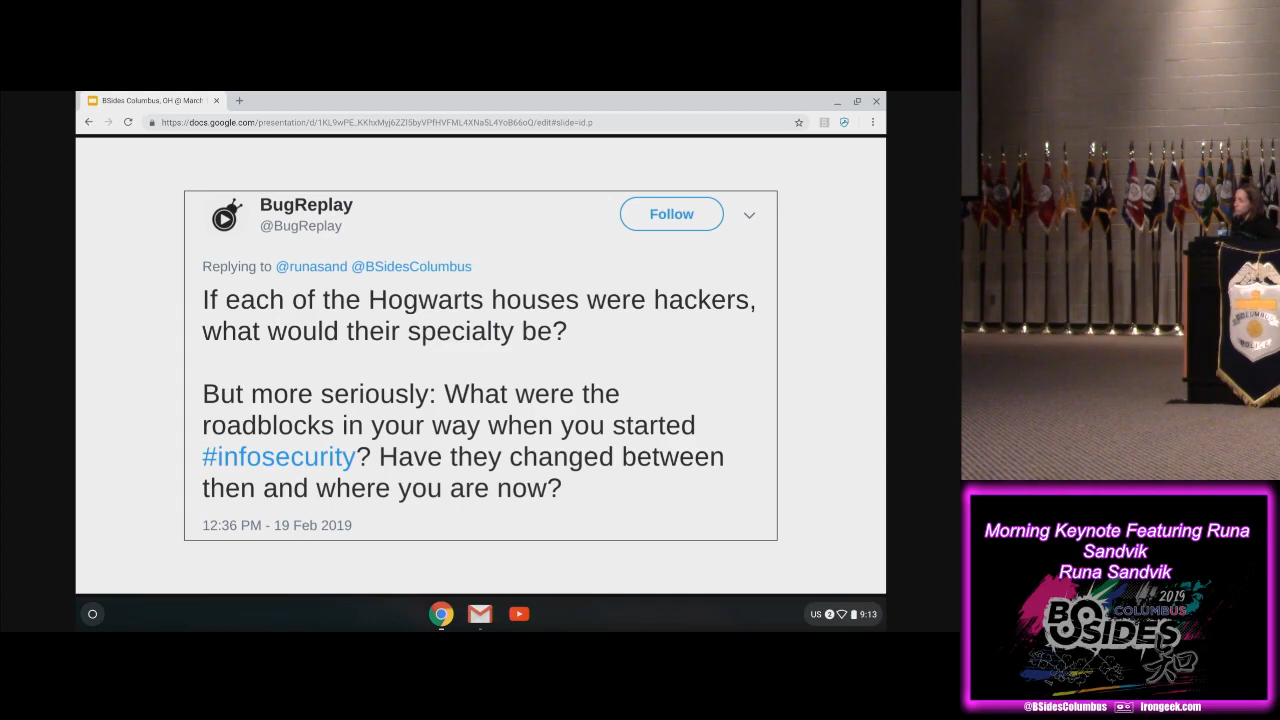 BSides Columbus, OH @ March
https://docs.google.com/presentation/d/1KL9wPE_KKhxMyj6ZZl5byVPfHVFML4XNa5L4YoB66oQ/edit#slide=id.p
BugReplay
@BugReplay
Follow
Replying to @runasand @BSidesColumbus
If each of the Hogwarts houses were hackers,
what would their specialty be?
But more seriously: What were the
roadblocks in your way when you started
#infosecurity? Have they changed between
then and where you are now?
12:36 PM - 19 Feb 2019
US 2 9:13
COLUMBUS
POLICE
Morning Keynote Featuring Runa
Sandvik
Runa Sandvik
2019
COLUMBUS
BSIDES
@BSidesColumbus Irongeek.com